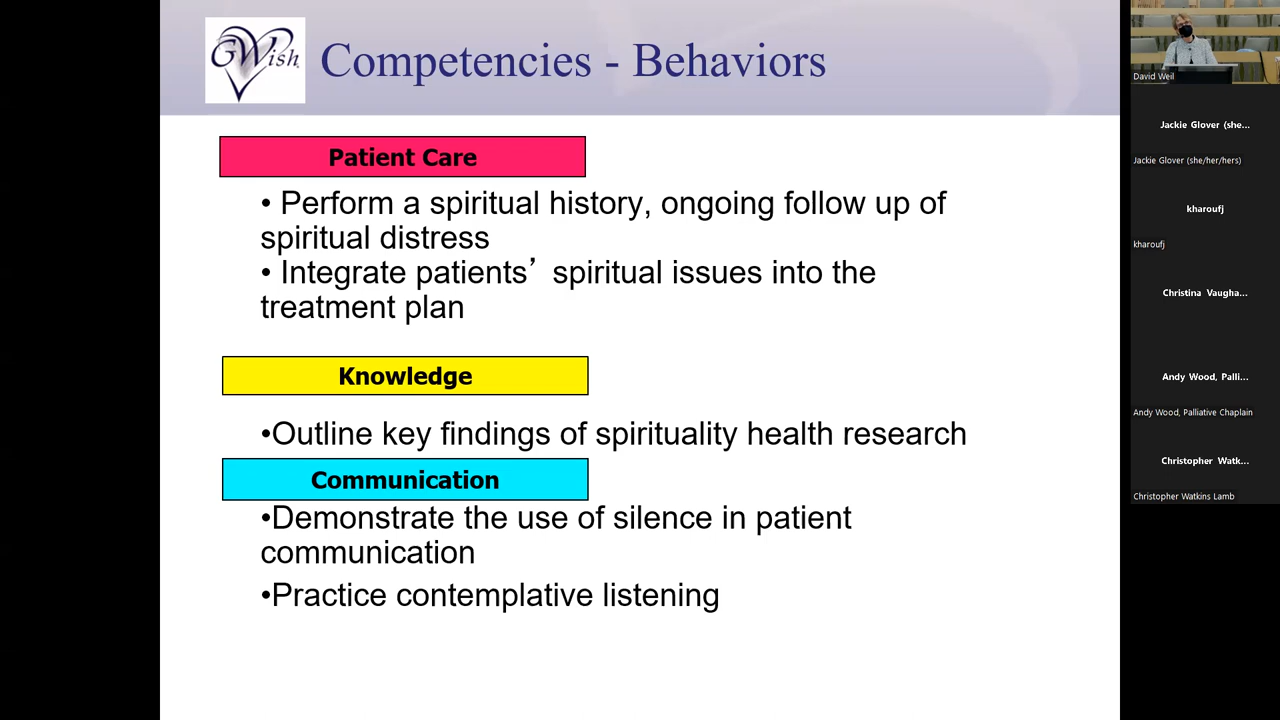 GWish
Competencies - Behaviors
Patient Care
• Perform a spiritual history, ongoing follow up of
spiritual distress
• Integrate patients’ spiritual issues into the
treatment plan
Knowledge
•Outline key findings of spirituality health research
Communication
•Demonstrate the use of silence in patient
communication
•Practice contemplative listening
David Weil
Jackie Glover (she...
Jackie Glover (she/her/hers)
kharoufj
kharoufj
Christina Vaugha...
Andy Wood, Palli...
Andy Wood, Palliative Chaplain
Christopher Watk...
Christopher Watkins Lamb